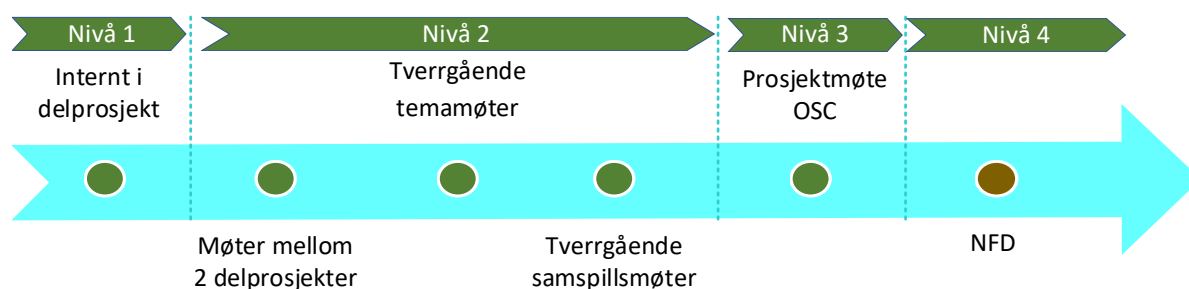 Nivå 1
Nivå 2
Nivå 3
Nivå 4
Internt i
delprosjekt
Tverrgående
temamøter
Prosjektmøte
OSC
Møter mellom
2 delprosjekter
Tverrgående
samspillsmøter
NFD